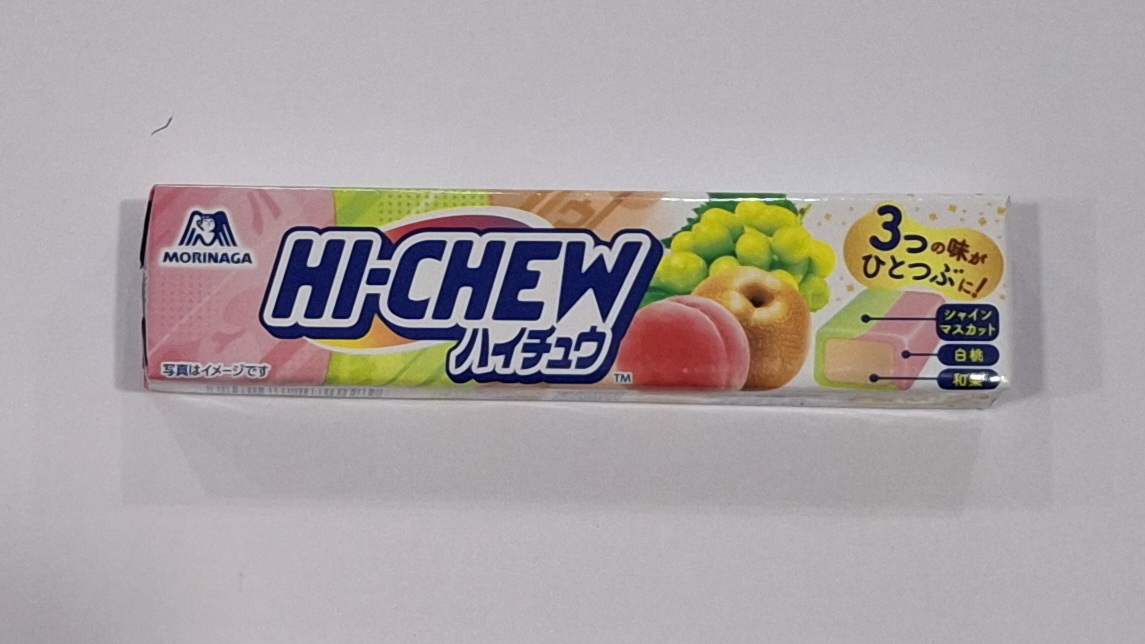 MORINAGA
HI-CHEW
ハイチュウ
TM
写真はイメージです
3つの味が
ひとつぶに!
シャイン
マスカット
白桃
和梨